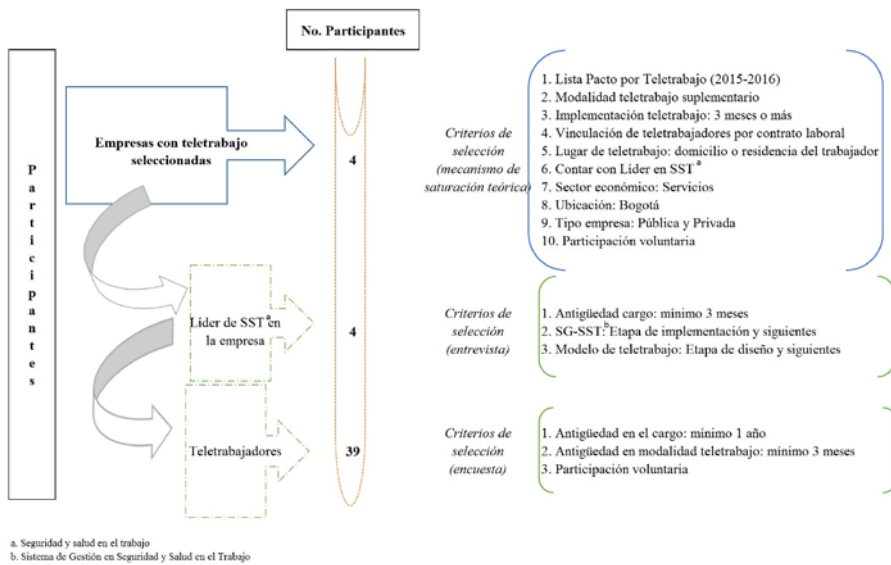 No. Participantes
Participantes
Empresas con teletrabajo
seleccionadas
4
Criterios de
selección
(mecanismo de
saturación teórica)
1. Lista Pacto por Teletrabajo (2015-2016)
2. Modalidad teletrabajo suplementario
3. Implementación teletrabajo: 3 meses o más
4. Vinculación de teletrabajadores por contrato laboral
5. Lugar de teletrabajo: domicilio o residencia del trabajador
6. Contar con Líder en SST a
7. Sector económico: Servicios
8. Ubicación: Bogotá
9. Tipo empresa: Pública y Privada
10. Participación voluntaria
Líder de SST a en
la empresa
4
Criterios de
selección
(entrevista)
1. Antigüedad cargo: mínimo 3 meses
2. SG-SST: b Etapa de implementación y siguientes
3. Modelo de teletrabajo: Etapa de diseño y siguientes
Teletrabajadores
39
Criterios de
selección
(encuesta)
1. Antigüedad en el cargo: mínimo 1 año
2. Antigüedad en modalidad teletrabajo: mínimo 3 meses
3. Participación voluntaria
a. Seguridad y salud en el trabajo
b. Sistema de Gestión en Seguridad y Salud en el Trabajo